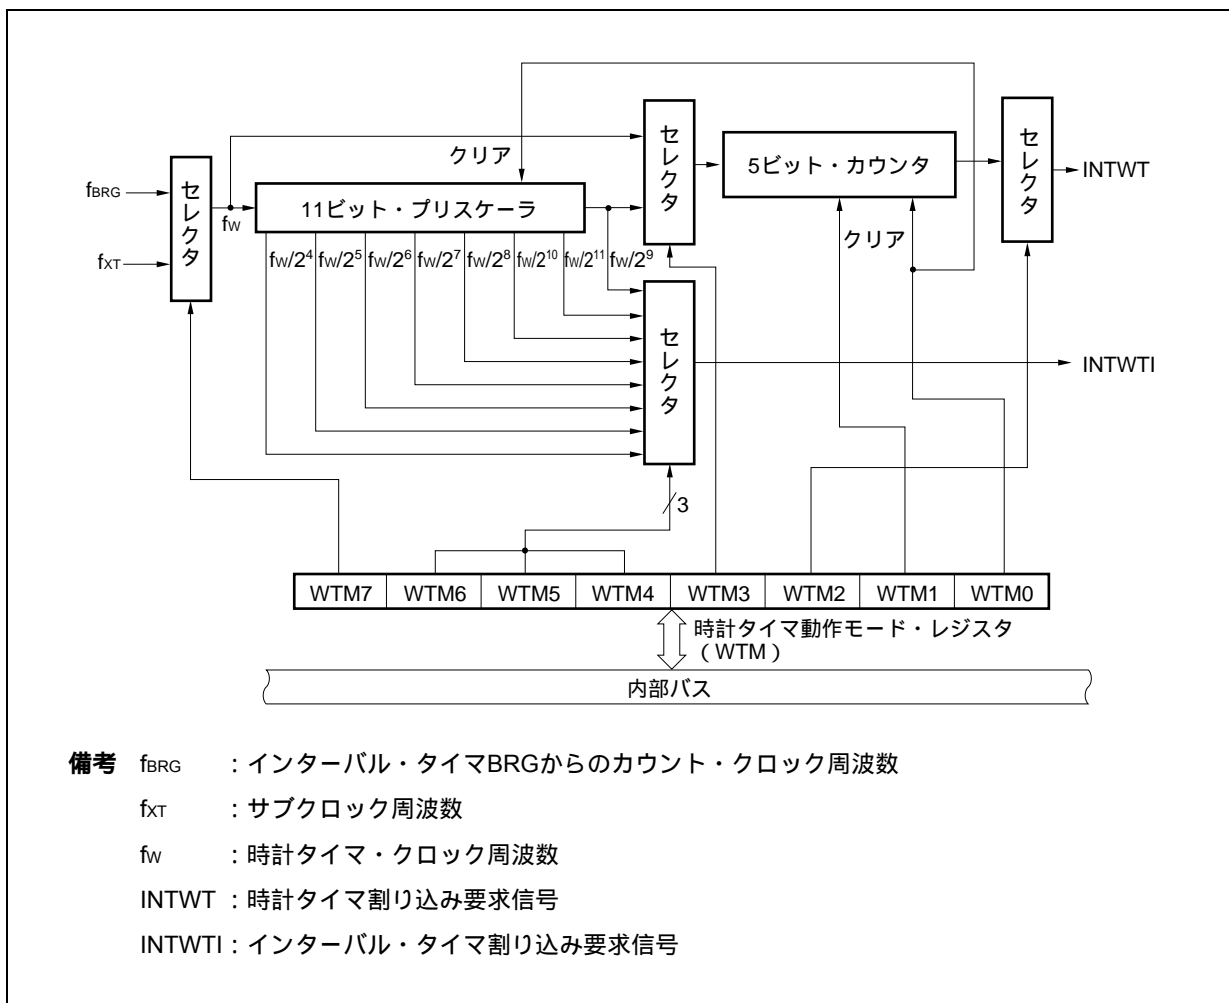 クリア
セレクタ
5ビット・カウンタ
セレクタ
INTWT
fBRG
fXT
セレクタ
fW
11ビット・プリスケーラ
クリア
fW/2⁴
fW/2⁵
fW/2⁶
fW/2⁷
fW/2⁸
fW/2¹⁰
fW/2¹¹
fW/2⁹
セレクタ
INTWTI
3
WTM7 WTM6 WTM5 WTM4 WTM3 WTM2 WTM1 WTM0
時計タイマ動作モード・レジスタ
（WTM）
内部バス
備考 fBRG ：インターバル・タイマBRGからのカウント・クロック周波数
fXT ：サブクロック周波数
fW ：時計タイマ・クロック周波数
INTWT ：時計タイマ割り込み要求信号
INTWTI：インターバル・タイマ割り込み要求信号